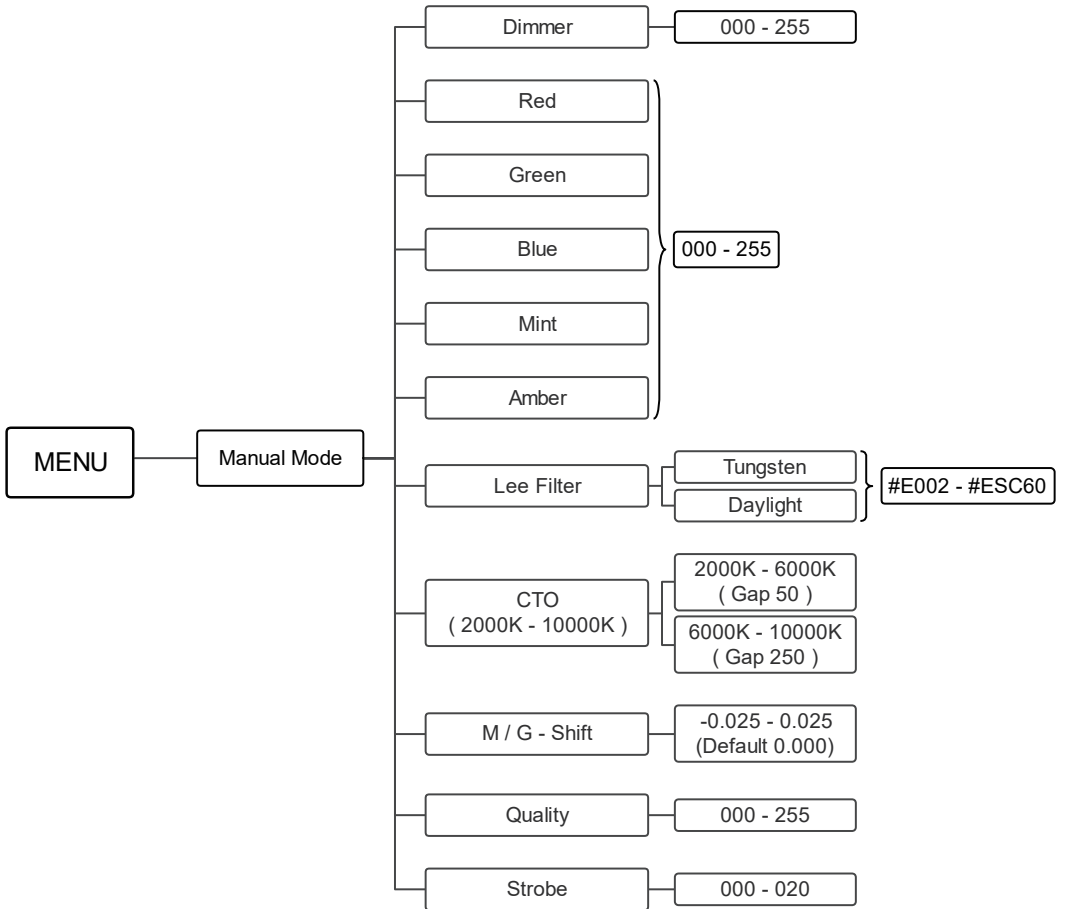 MENU
Manual Mode
Dimmer
000 - 255
Red
Green
Blue
Mint
Amber
000 - 255
Lee Filter
Tungsten
Daylight
#E002 - #ESC60
CTO
( 2000K - 10000K )
2000K - 6000K
( Gap 50 )
6000K - 10000K
( Gap 250 )
M / G - Shift
-0.025 - 0.025
(Default 0.000)
Quality
000 - 255
Strobe
000 - 020